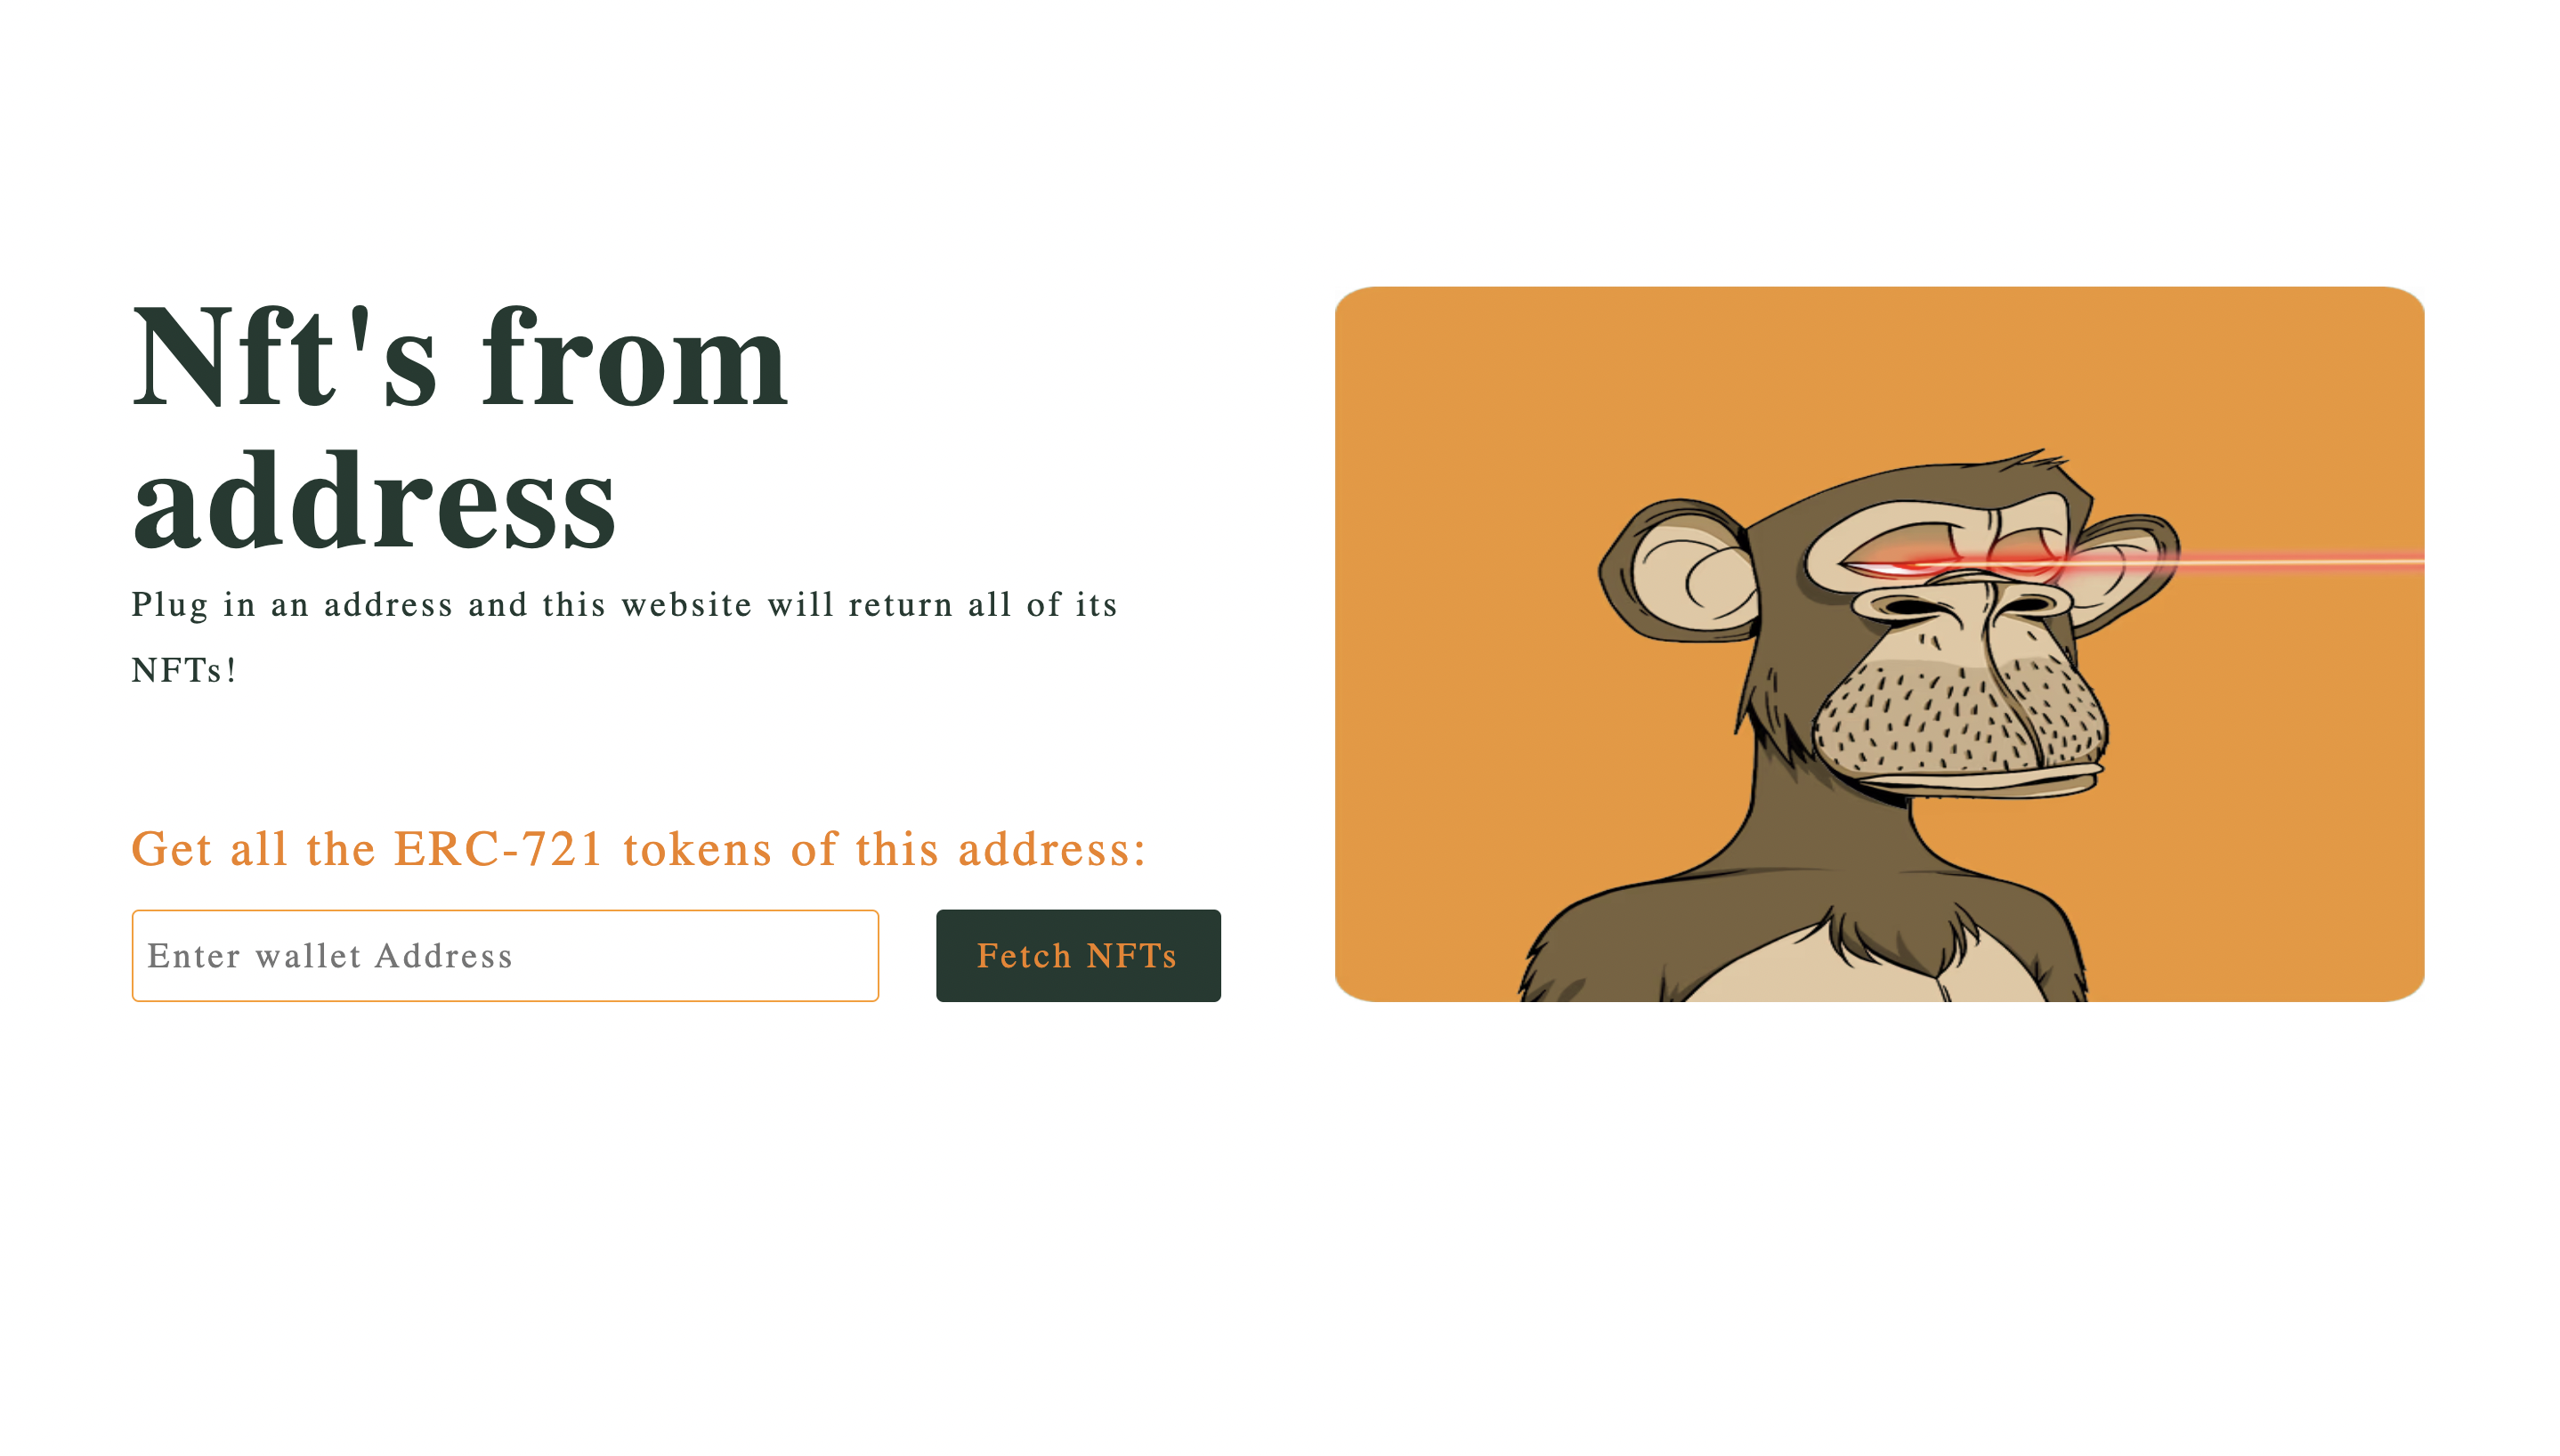 Nft's from
address
Plug in an address and this website will return all of its
NFTs!
Get all the ERC-721 tokens of this address:
Enter wallet Address
Fetch NFTs